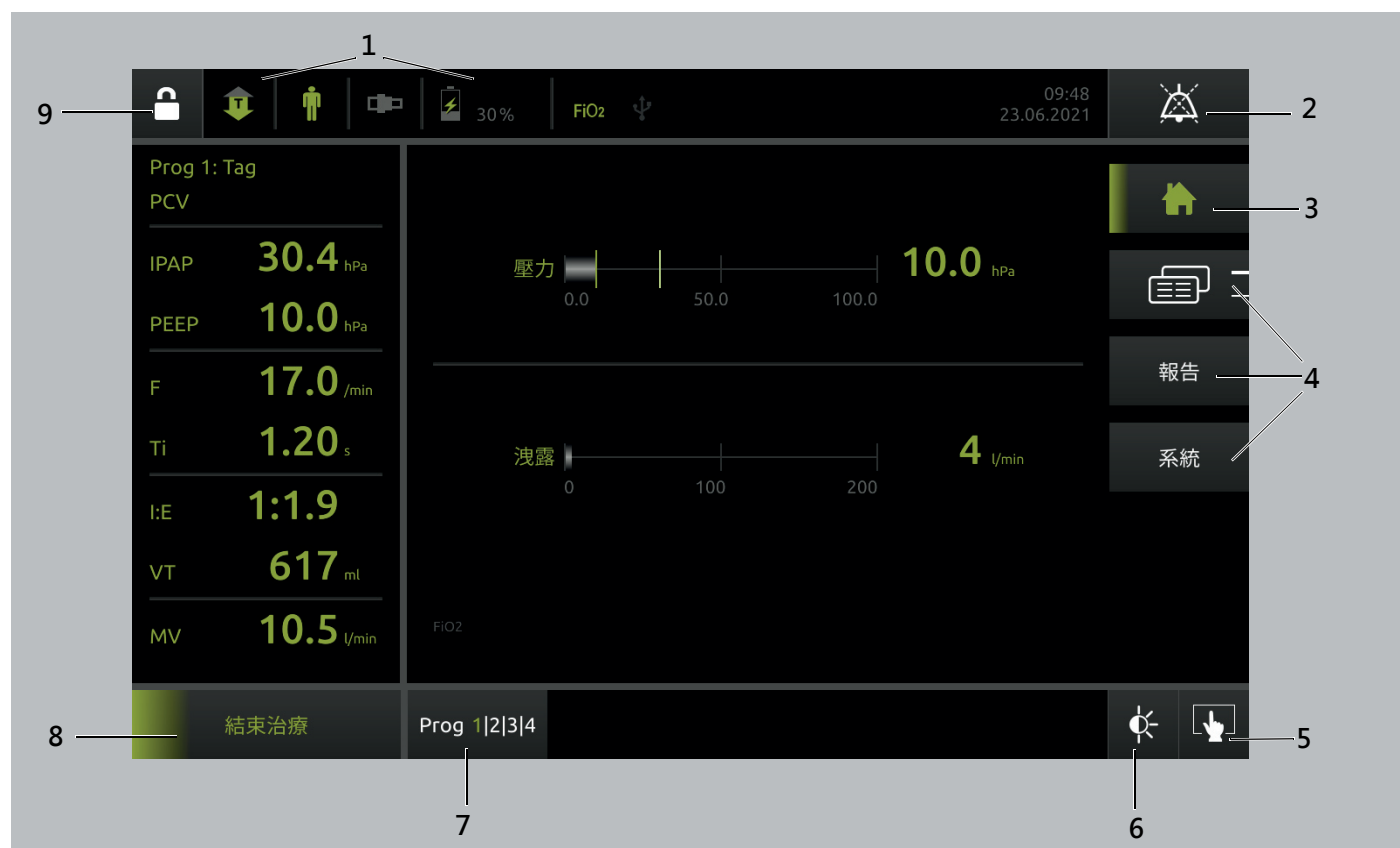 1
9
T
30%
FiO2
09:48
23.06.2021
2
Prog 1: Tag
PCV
IPAP 30.4 hPa
PEEP 10.0 hPa
F 17.0 /min
Ti 1.20 s
I:E 1:1.9
VT 617 ml
MV 10.5 l/min
壓力 10.0 hPa
0.0 50.0 100.0
洩露 4 l/min
0 100 200
FiO2
3
報告
4
系統
8
結束治療
Prog 1|2|3|4
5
7
6